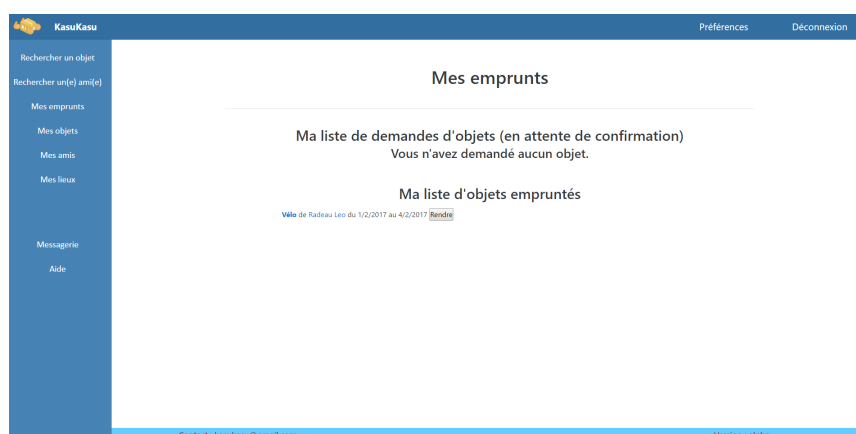 KasuKasu
Préférences
Déconnexion
Rechercher un objet
Rechercher un(e) ami(e)
Mes emprunts
Mes objets
Mes amis
Mes lieux
Messagerie
Aide
Mes emprunts
Ma liste de demandes d'objets (en attente de confirmation)
Vous n'avez demandé aucun objet.
Ma liste d'objets empruntés
Vélo de Radeau Leo du 1/2/2017 au 4/2/2017 Rendre